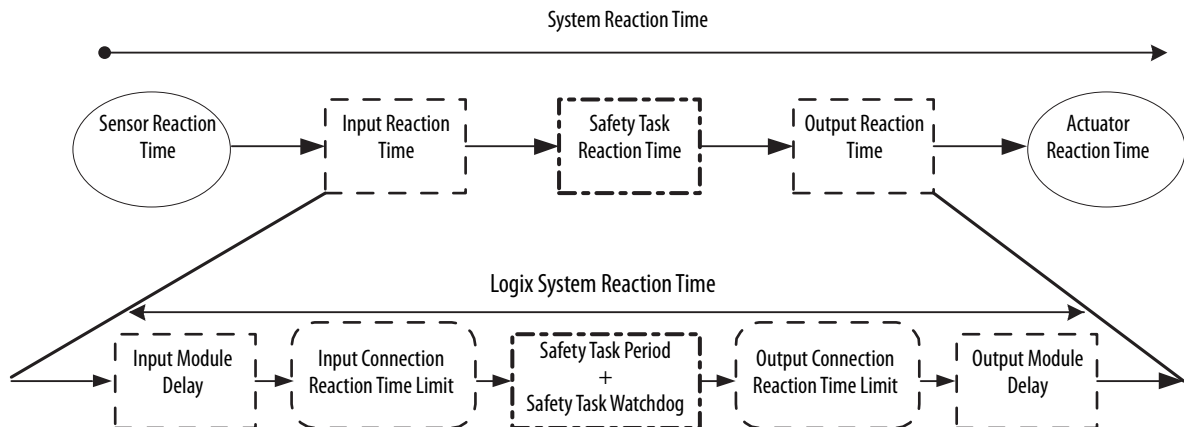 System Reaction Time
Sensor Reaction
Time
Input Reaction
Time
Safety Task
Reaction Time
Output Reaction
Time
Actuator
Reaction Time
Logix System Reaction Time
Input Module
Delay
Input Connection
Reaction Time Limit
Safety Task Period
+
Safety Task Watchdog
Output Connection
Reaction Time Limit
Output Module
Delay